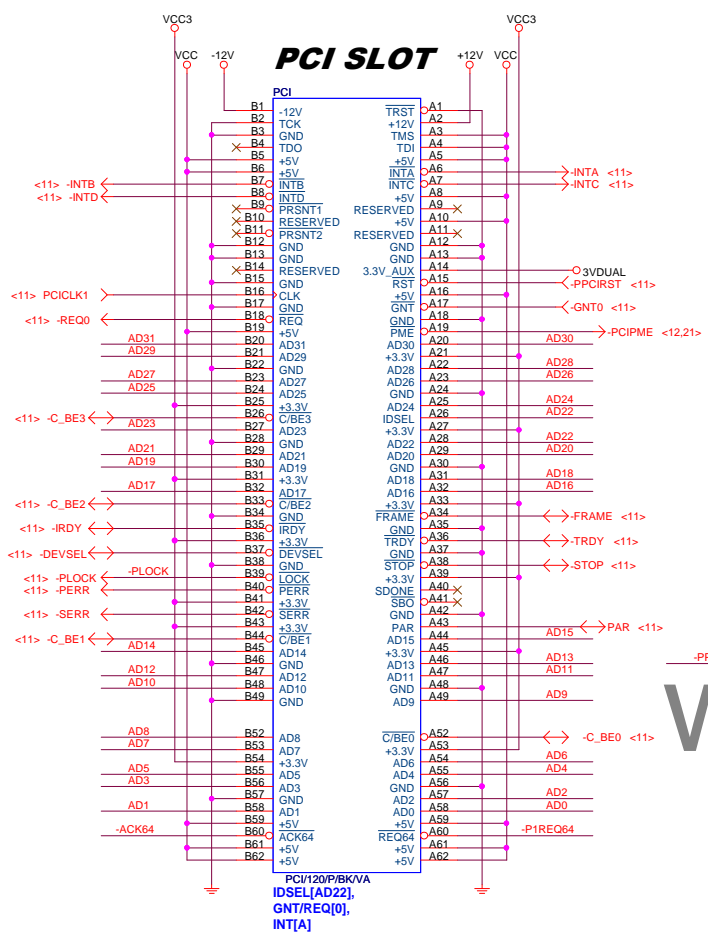 VCC3 VCC3
VCC -12V PCI SLOT +12V VCC
PCI
B1 -12V TRST A1
B2 TCK +12V A2
B3 GND TMS A3
B4 TDO TDI A4
B5 +5V +5V A5
B6 +5V INTA A6 -INTA <11>
<11> -INTB B7 INTB INTC A7 -INTC <11>
<11> -INTD B8 INTD +5V A8
B9 PRSNT1 RESERVED A9
B10 RESERVED +5V A10
B11 PRSNT2 RESERVED A11
B12 GND GND A12
B13 GND GND A13
B14 RESERVED 3.3V_AUX A14 3VDUAL
B15 GND RST A15 -PPCIRST <11>
<11> PCICLK1 B16 CLK +5V A16
B17 GND GNT A17 -GNT0 <11>
<11> -REQ0 B18 REQ GND A18
B19 +5V PME A19 -PCIPME <12,21>
AD31 B20 AD31 AD30 A20 AD30
AD29 B21 AD29 +3.3V A21
B22 GND AD28 A22 AD28
AD27 B23 AD27 AD26 A23 AD26
AD25 B24 AD25 GND A24
B25 +3.3V AD24 A25 AD24
<11> -C_BE3 B26 C/BE3 IDSEL A26 AD22
AD23 B27 AD23 +3.3V A27
B28 GND AD22 A28 AD22
AD21 B29 AD21 AD20 A29 AD20
AD19 B30 AD19 GND A30
B31 +3.3V AD18 A31 AD18
AD17 B32 AD17 AD16 A32 AD16
<11> -C_BE2 B33 C/BE2 +3.3V A33
B34 GND FRAME A34 -FRAME <11>
<11> -IRDY B35 IRDY GND A35
B36 +3.3V TRDY A36 -TRDY <11>
<11> -DEVSEL B37 DEVSEL GND A37
B38 GND STOP A38 -STOP <11>
<11> -PLOCK -PLOCK B39 LOCK +3.3V A39
<11> -PERR B40 PERR SDONE A40
B41 +3.3V SBO A41
<11> -SERR B42 SERR GND A42
B43 +3.3V PAR A43 PAR <11>
<11> -C_BE1 B44 C/BE1 AD15 A44 AD15
AD14 B45 AD14 +3.3V A45
B46 GND AD13 A46 AD13
AD12 B47 AD12 AD11 A47 AD11
AD10 B48 AD10 GND A48
B49 GND AD9 A49 AD9
AD8 B52 AD8 C/BE0 A52 -C_BE0 <11>
AD7 B53 AD7 +3.3V A53
B54 +3.3V AD6 A54 AD6
AD5 B55 AD5 AD4 A55 AD4
AD3 B56 AD3 GND A56
B57 GND AD2 A57 AD2
AD1 B58 AD1 AD0 A58 AD0
B59 +5V +5V A59
-ACK64 B60 ACK64 REQ64 A60 -P1REQ64
B61 +5V +5V A61
B62 +5V +5V A62
PCI/120/P/BK/VA
IDSEL[AD22],
GNT/REQ[0],
INT[A]